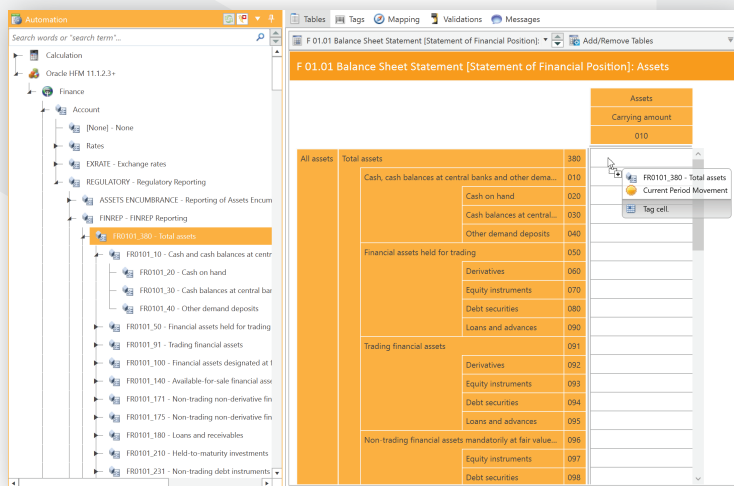 Automation
Search words or "search term"...
Calculation
Oracle HFM 11.1.2.3+
Finance
Account
[None] - None
Rates
EXRATE - Exchange rates
REGULATORY - Regulatory Reporting
ASSETS ENCUMBRANCE - Reporting of Assets Encum
FINREP - FINREP Reporting
FR0101_380 - Total assets
FR0101_10 - Cash and cash balances at centr
FR0101_20 - Cash on hand
FR0101_30 - Cash balances at central bar
FR0101_40 - Other demand deposits
FR0101_50 - Financial assets held for trading
FR0101_91 - Trading financial assets
FR0101_100 - Financial assets designated at f
FR0101_140 - Available-for-sale financial asse
FR0101_171 - Non-trading non-derivative fin
FR0101_175 - Non-trading non-derivative fin
FR0101_180 - Loans and receivables
FR0101_210 - Held-to-maturity investments
FR0101_231 - Non-trading debt instruments
Tables Tags Mapping Validations Messages
F 01.01 Balance Sheet Statement [Statement of Financial Position]: Add/Remove Tables
F 01.01 Balance Sheet Statement [Statement of Financial Position]: Assets
Assets
Carrying amount
010
All assets Total assets 380
Cash, cash balances at central banks and other dema... 010
Cash on hand 020
Cash balances at central... 030
Other demand deposits 040
Financial assets held for trading 050
Derivatives 060
Equity instruments 070
Debt securities 080
Loans and advances 090
Trading financial assets 091
Derivatives 092
Equity instruments 093
Debt securities 094
Loans and advances 095
Non-trading financial assets mandatorily at fair value... 096
Equity instruments 097
Debt securities 098
FR0101_380 - Total assets
Current Period Movement
Tag cell.